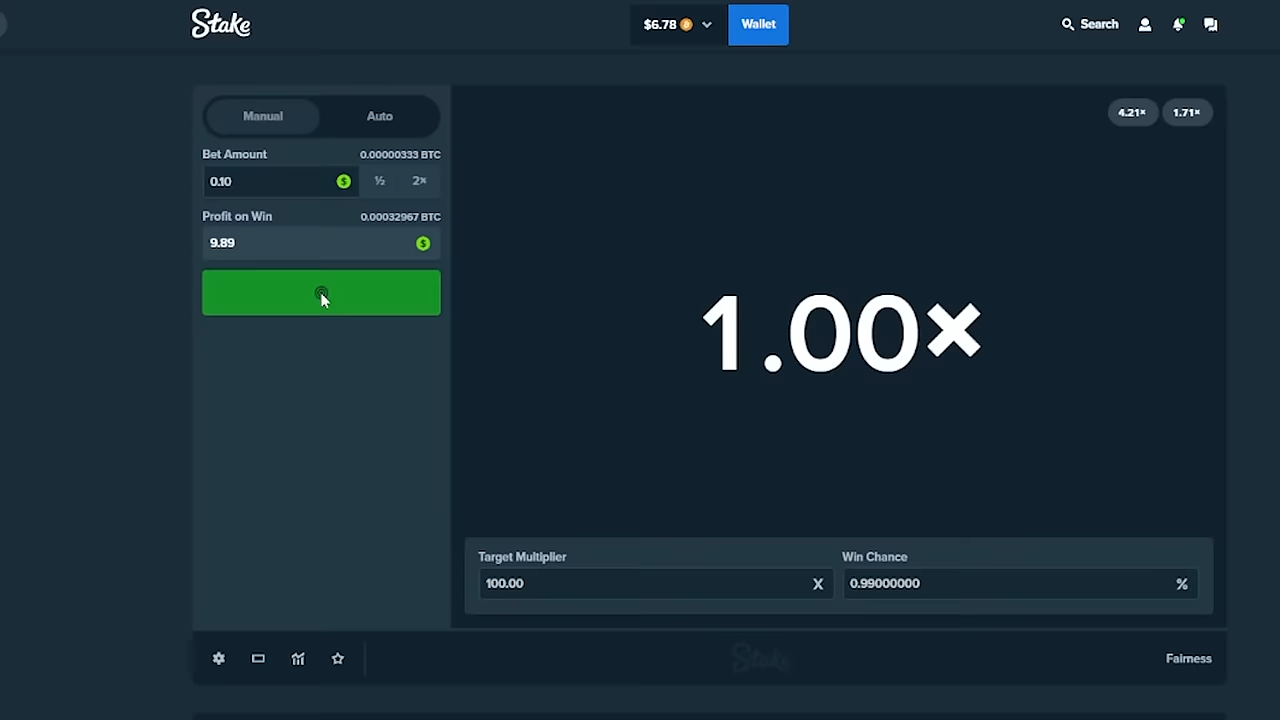 Stake
$6.78
Wallet
Search
Manual
Auto
4.21×
1.71×
Bet Amount
0.00000333 BTC
0.10
$
½
2×
Profit on Win
0.00032967 BTC
9.89
$
1.00×
Target Multiplier
Win Chance
100.00
X
0.99000000
%
Stake
Fairness